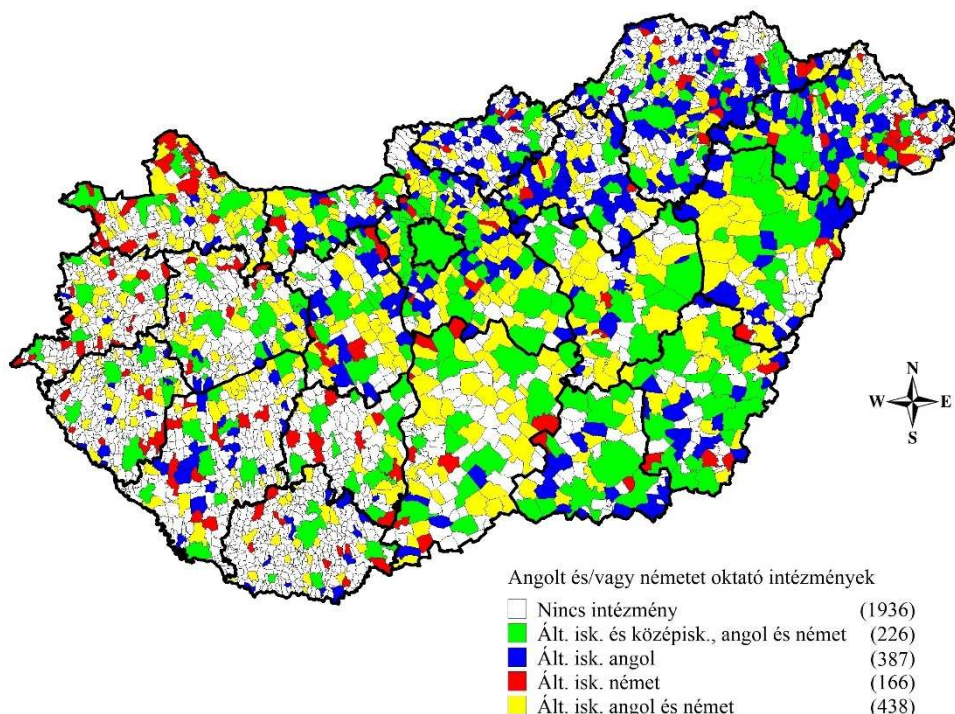 N
W E
S
Angolt és/vagy németet oktató intézmények
Nincs intézmény (1936)
Ált. isk. és középisk., angol és német (226)
Ált. isk. angol (387)
Ált. isk. német (166)
Ált. isk. angol és német (438)